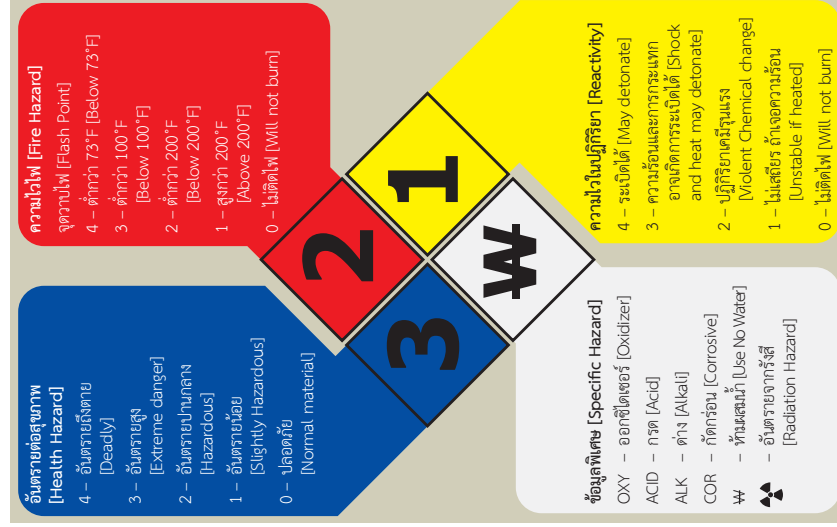 อันตรายต่อสุขภาพ
[Health Hazard]
4 – อันตรายถึงตาย
[Deadly]
3 – อันตรายสูง
[Extreme danger]
2 – อันตรายปานกลาง
[Hazardous]
1 – อันตรายน้อย
[Slightly Hazardous]
0 – ปลอดภัย
[Normal material]
ความไวไฟ [Fire Hazard]
จุดวาบไฟ [Flash Point]
4 – ต่ำกว่า 73˚F [Below 73˚F]
3 – ต่ำกว่า 100˚F
[Below 100˚F]
2 – ต่ำกว่า 200˚F
[Below 200˚F]
1 – สูงกว่า 200˚F
[Above 200˚F]
0 – ไม่ติดไฟ [Will not burn]
2
3
1
W
ข้อมูลพิเศษ [Specific Hazard]
OXY – ออกซิไดเซอร์ [Oxidizer]
ACID – กรด [Acid]
ALK – ด่าง [Alkali]
COR – กัดกร่อน [Corrosive]
W – ห้ามผสมน้ำ [Use No Water]
– อันตรายจากรังสี
[Radiation Hazard]
ความไวในปฏิกิริยา [Reactivity]
4 – ระเบิดได้ [May detonate]
3 – ความร้อนและการกระแทก
อาจเกิดการระเบิดได้ [Shock
and heat may detonate]
2 – ปฏิกิริยาเคมีรุนแรง
[Violent Chemical change]
1 – ไม่เสถียร ถ้าเจอความร้อน
[Unstable if heated]
0 – ไม่ติดไฟ [Will not burn]